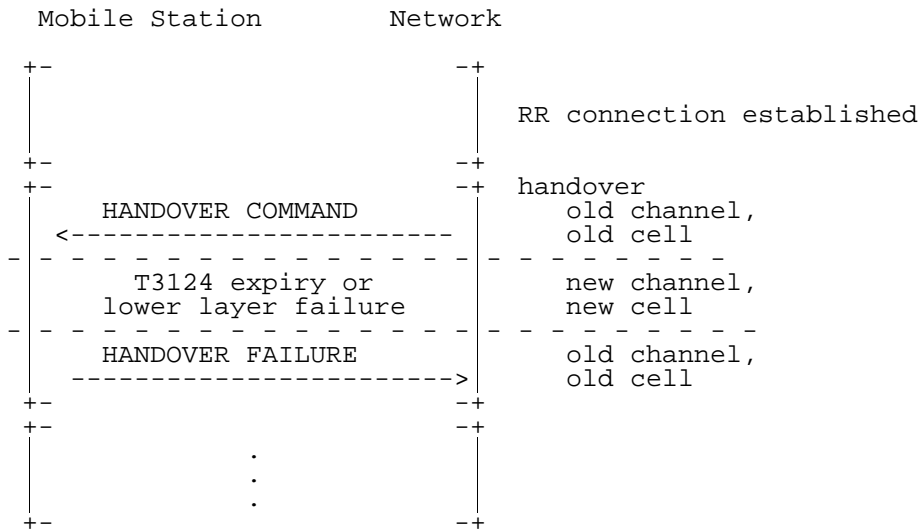 Mobile Station Network
RR connection established
handover
HANDOVER COMMAND old channel,
old cell
T3124 expiry or new channel,
lower layer failure new cell
HANDOVER FAILURE old channel,
old cell